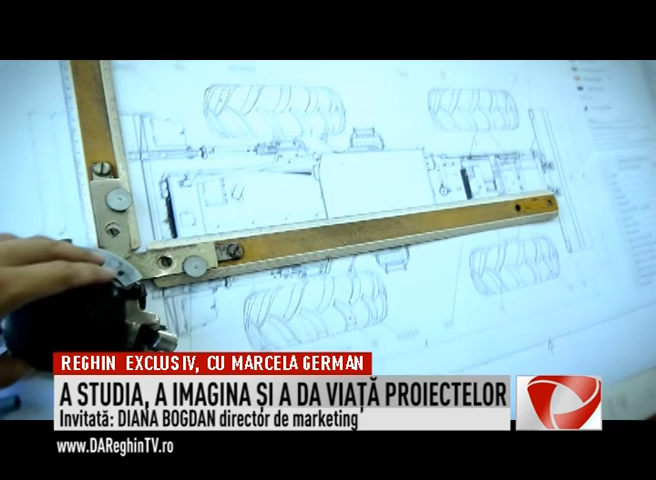 REGHIN EXCLUSIV, CU MARCELA GERMAN
A STUDIA, A IMAGINA ȘI A DA VIAȚĂ PROIECTELOR
Invitată: DIANA BOGDAN director de marketing
www.DAReghinTV.ro